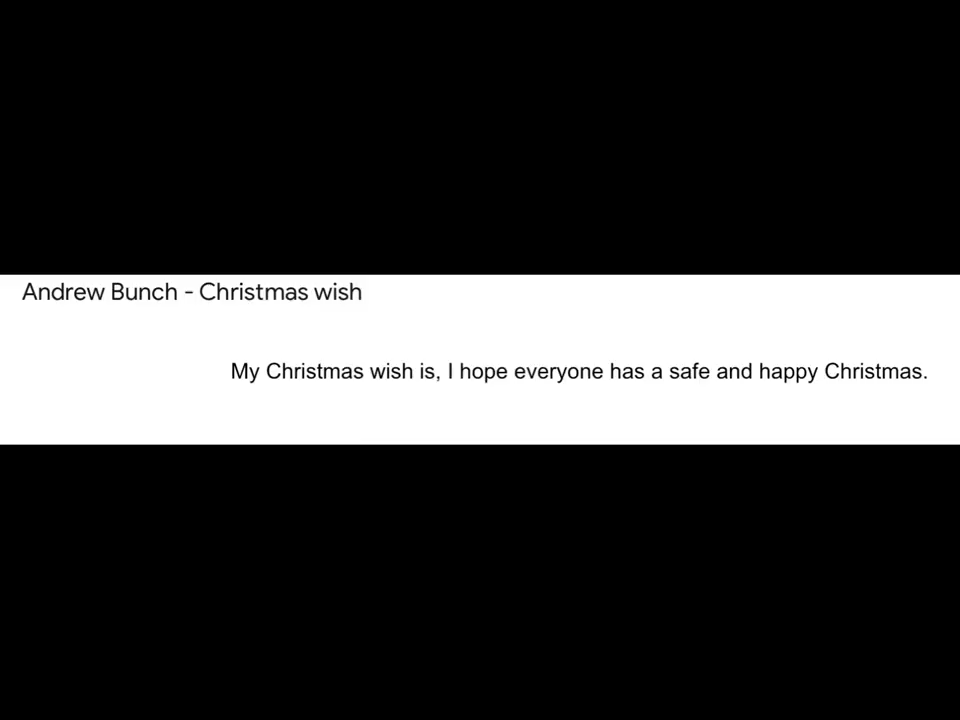 Andrew Bunch - Christmas wish
My Christmas wish is, I hope everyone has a safe and happy Christmas.